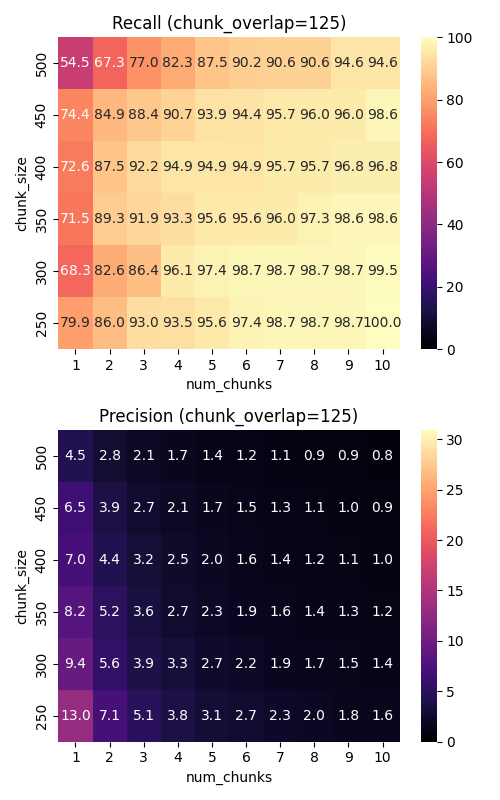 Recall (chunk_overlap=125)
chunk_size
500 54.5 67.3 77.0 82.3 87.5 90.2 90.6 90.6 94.6 94.6
450 74.4 84.9 88.4 90.7 93.9 94.4 95.7 96.0 96.0 98.6
400 72.6 87.5 92.2 94.9 94.9 94.9 95.7 95.7 96.8 96.8
350 71.5 89.3 91.9 93.3 95.6 95.6 96.0 97.3 98.6 98.6
300 68.3 82.6 86.4 96.1 97.4 98.7 98.7 98.7 98.7 99.5
250 79.9 86.0 93.0 93.5 95.6 97.4 98.7 98.7 98.7 100.0
1 2 3 4 5 6 7 8 9 10
num_chunks
100
80
60
40
20
0
Precision (chunk_overlap=125)
chunk_size
500 4.5 2.8 2.1 1.7 1.4 1.2 1.1 0.9 0.9 0.8
450 6.5 3.9 2.7 2.1 1.7 1.5 1.3 1.1 1.0 0.9
400 7.0 4.4 3.2 2.5 2.0 1.6 1.4 1.2 1.1 1.0
350 8.2 5.2 3.6 2.7 2.3 1.9 1.6 1.4 1.3 1.2
300 9.4 5.6 3.9 3.3 2.7 2.2 1.9 1.7 1.5 1.4
250 13.0 7.1 5.1 3.8 3.1 2.7 2.3 2.0 1.8 1.6
1 2 3 4 5 6 7 8 9 10
num_chunks
30
25
20
15
10
5
0